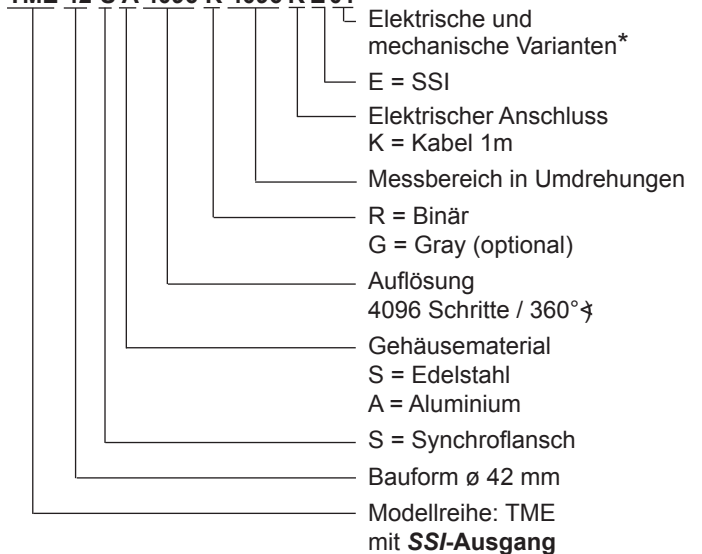 Elektrische und
mechanische Varianten*
E = SSI
Elektrischer Anschluss
K = Kabel 1m
Messbereich in Umdrehungen
R = Binär
G = Gray (optional)
Auflösung
4096 Schritte / 360°∢
Gehäusematerial
S = Edelstahl
A = Aluminium
S = Synchroflansch
Bauform ø 42 mm
Modellreihe: TME
mit SSI-Ausgang